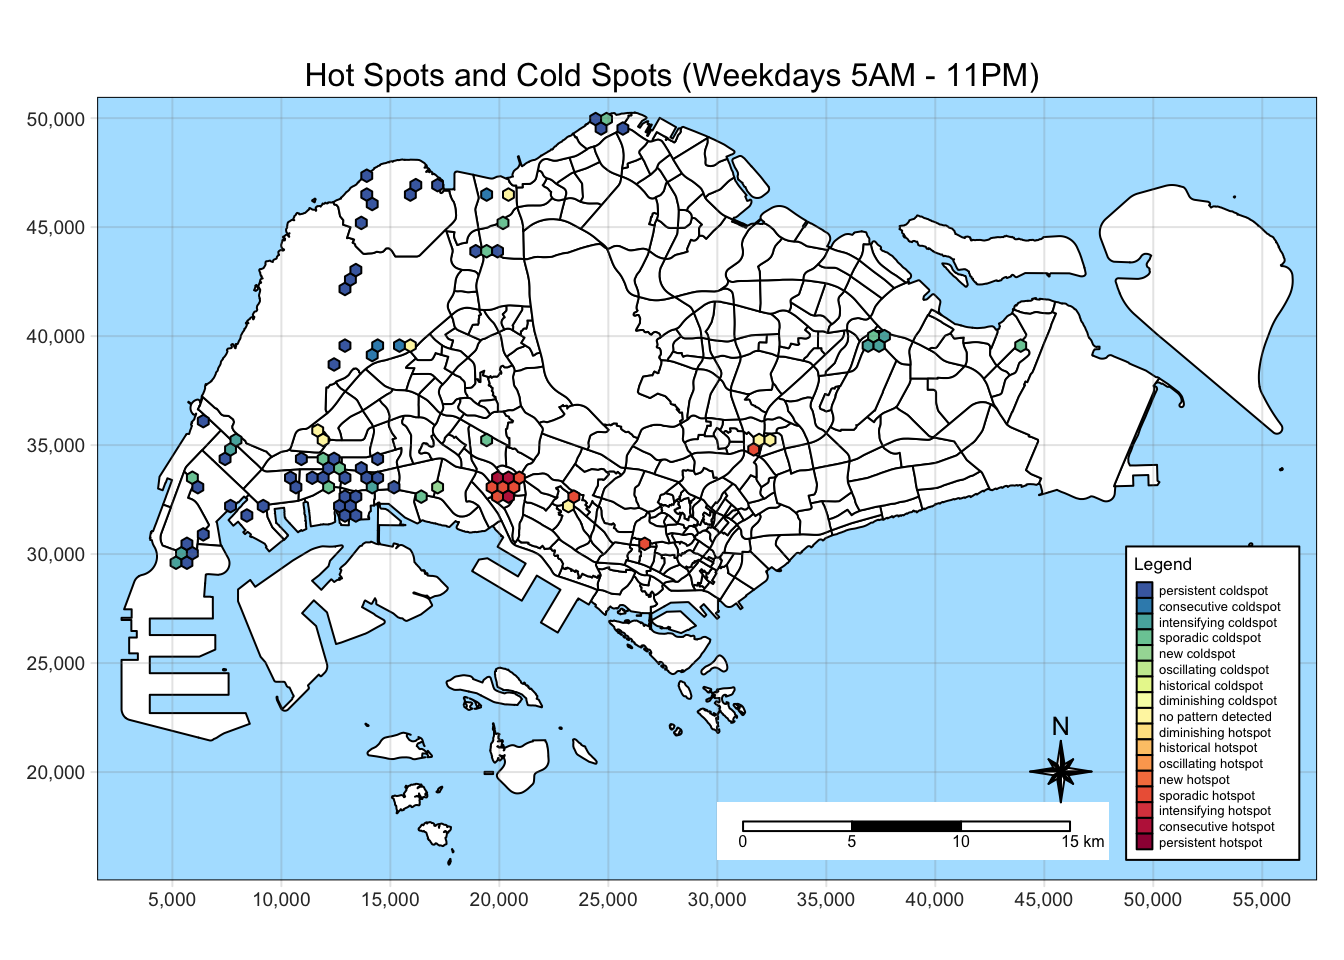 Hot Spots and Cold Spots (Weekdays 5AM - 11PM)
50,000
45,000
40,000
35,000
30,000
25,000
20,000
Legend
persistent coldspot
consecutive coldspot
intensifying coldspot
sporadic coldspot
new coldspot
oscillating coldspot
historical coldspot
diminishing coldspot
no pattern detected
diminishing hotspot
historical hotspot
oscillating hotspot
new hotspot
sporadic hotspot
intensifying hotspot
consecutive hotspot
persistent hotspot
N
0 5 10 15 km
5,000 10,000 15,000 20,000 25,000 30,000 35,000 40,000 45,000 50,000 55,000